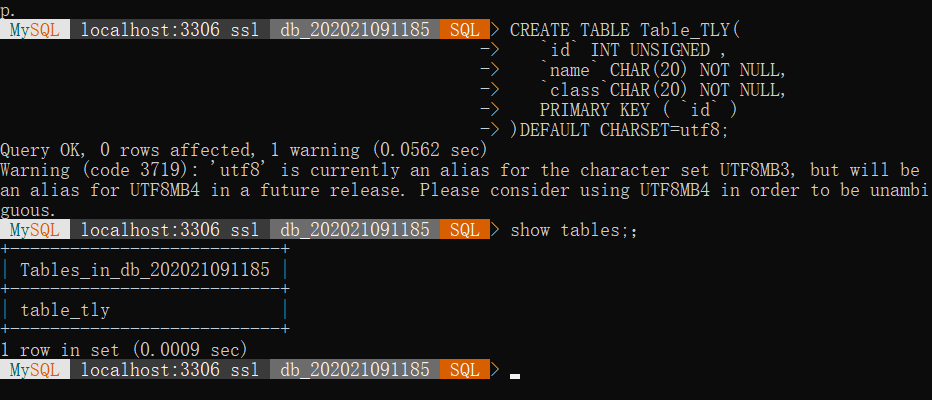 p.
MySQL localhost:3306 ssl db_202021091185 SQL > CREATE TABLE Table_TLY(
-> `id` INT UNSIGNED ,
-> `name` CHAR(20) NOT NULL,
-> `class`CHAR(20) NOT NULL,
-> PRIMARY KEY ( `id` )
-> )DEFAULT CHARSET=utf8;
Query OK, 0 rows affected, 1 warning (0.0562 sec)
Warning (code 3719): 'utf8' is currently an alias for the character set UTF8MB3, but will be
an alias for UTF8MB4 in a future release. Please consider using UTF8MB4 in order to be unambi
guous.
MySQL localhost:3306 ssl db_202021091185 SQL > show tables;;
+---------------------------+
| Tables_in_db_202021091185 |
+---------------------------+
| table_tly |
+---------------------------+
1 row in set (0.0009 sec)
MySQL localhost:3306 ssl db_202021091185 SQL >